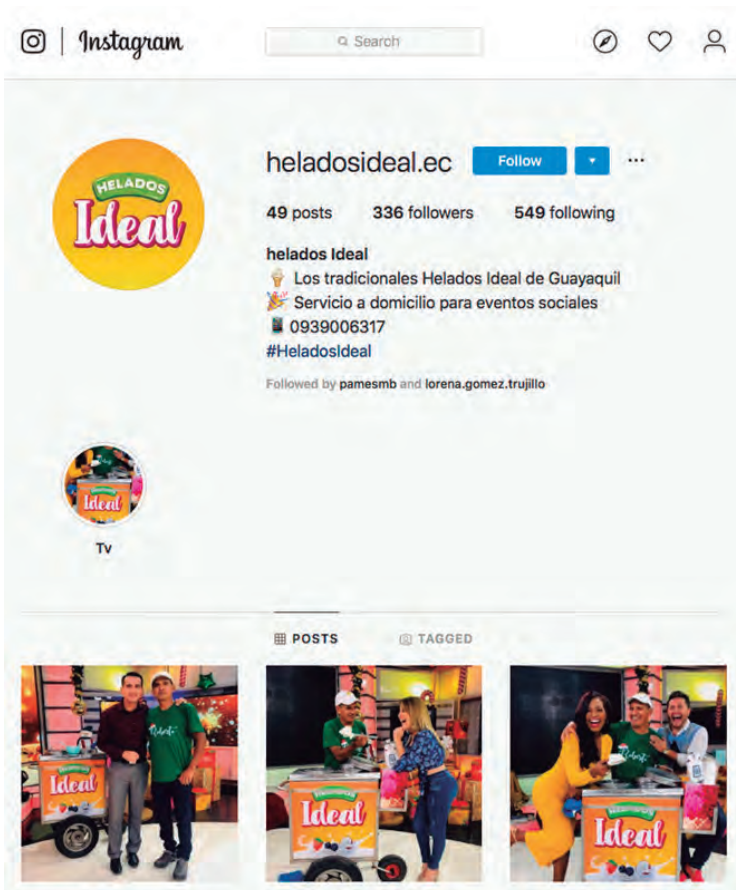 Instagram
Search
heladosideal.ec Follow ...
49 posts 336 followers 549 following
helados Ideal
Los tradicionales Helados Ideal de Guayaquil
Servicio a domicilio para eventos sociales
0939006317
#HeladosIdeal
Followed by pamesmb and lorena.gomez.trujillo
HELADOS
Ideal
Ideal
Tv
POSTS TAGGED
Ideal
Ideal
Ideal